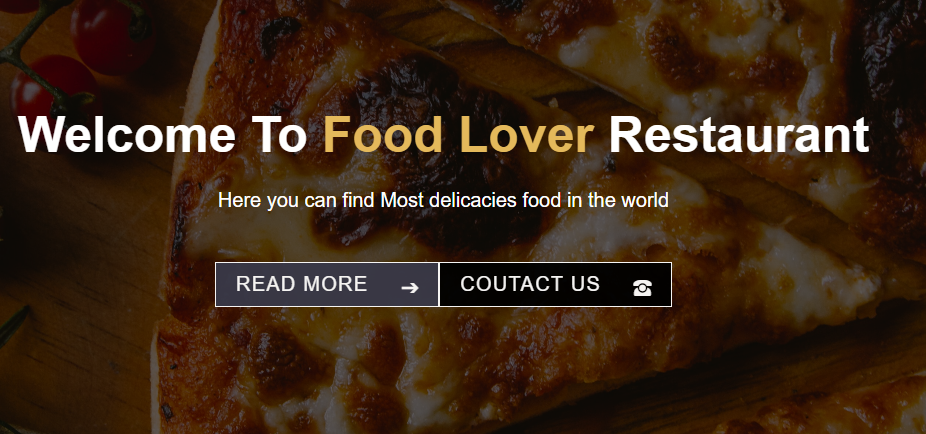 Welcome To Food Lover Restaurant
Here you can find Most delicacies food in the world
READ MORE ➔ COUTACT US ☎